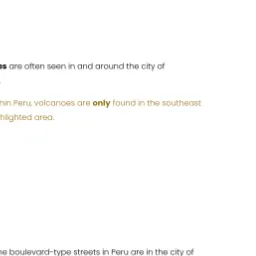 es are often seen in and around the city of
.
hin Peru, volcanoes are only found in the southeast
hlighted area.
he boulevard-type streets in Peru are in the city of